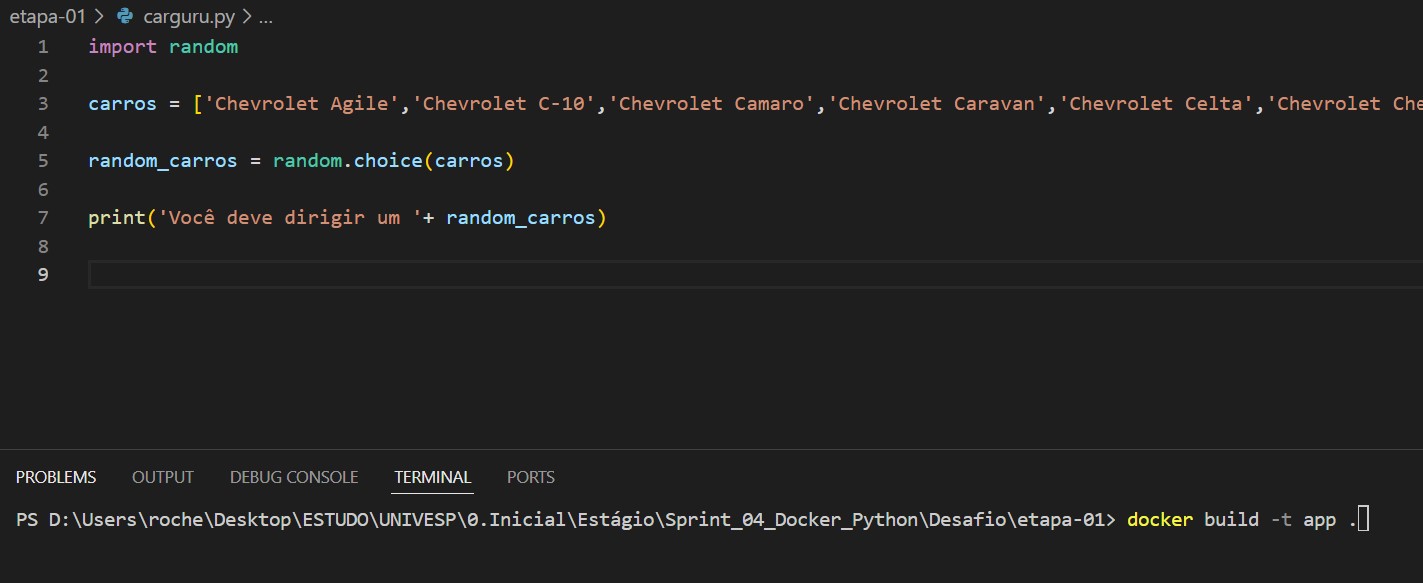 etapa-01 > carguru.py > ...
1 import random
2
3 carros = ['Chevrolet Agile','Chevrolet C-10','Chevrolet Camaro','Chevrolet Caravan','Chevrolet Celta','Chevrolet Che
4
5 random_carros = random.choice(carros)
6
7 print('Você deve dirigir um '+ random_carros)
8
9
PROBLEMS OUTPUT DEBUG CONSOLE TERMINAL PORTS
PS D:\Users\roche\Desktop\ESTUDO\UNIVESP\0.Inicial\Estágio\Sprint_04_Docker_Python\Desafio\etapa-01> docker build -t app .